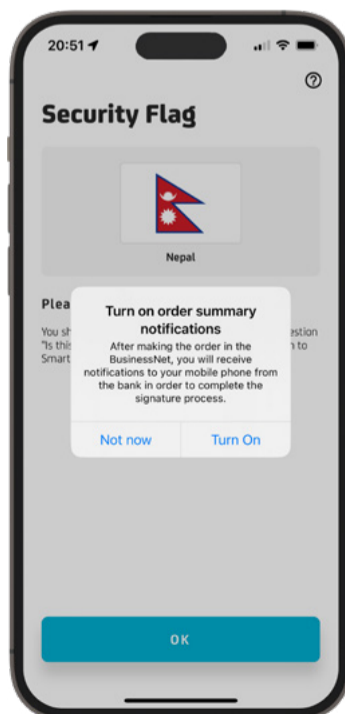 20:51
Security Flag
Nepal
Plea
You sh
estion
"Is this
n to
Smart
Turn on order summary
notifications
After making the order in the
BusinessNet, you will receive
notifications to your mobile phone from
the bank in order to complete the
signature process.
Not now
Turn On
OK